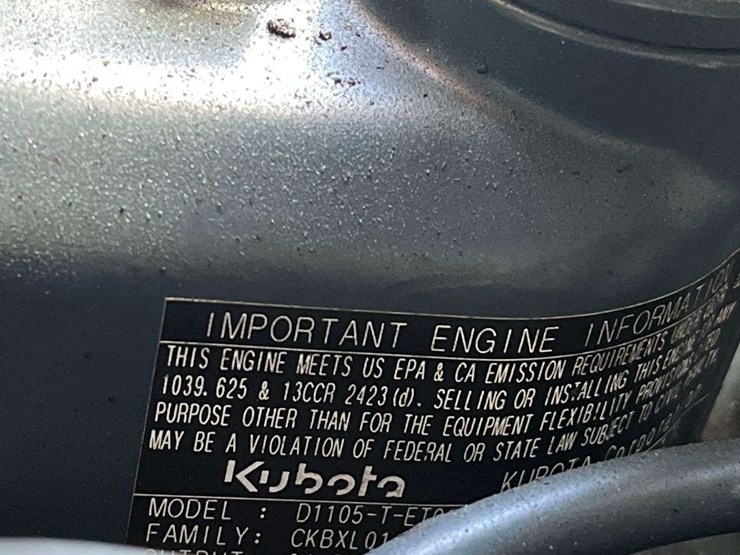 IMPORTANT ENGINE INFORMATION
THIS ENGINE MEETS US EPA & CA EMISSION REQUIREMENTS
1039.625 & 13CCR 2423(d). SELLING OR INSTALLING THIS ENGINE
PURPOSE OTHER THAN FOR THE EQUIPMENT FLEXIBILITY
MAY BE A VIOLATION OF FEDERAL OR STATE LAW SUBJECT TO
Kubota KUBOTA
MODEL : D1105-T-ET
FAMILY: CKBXL01